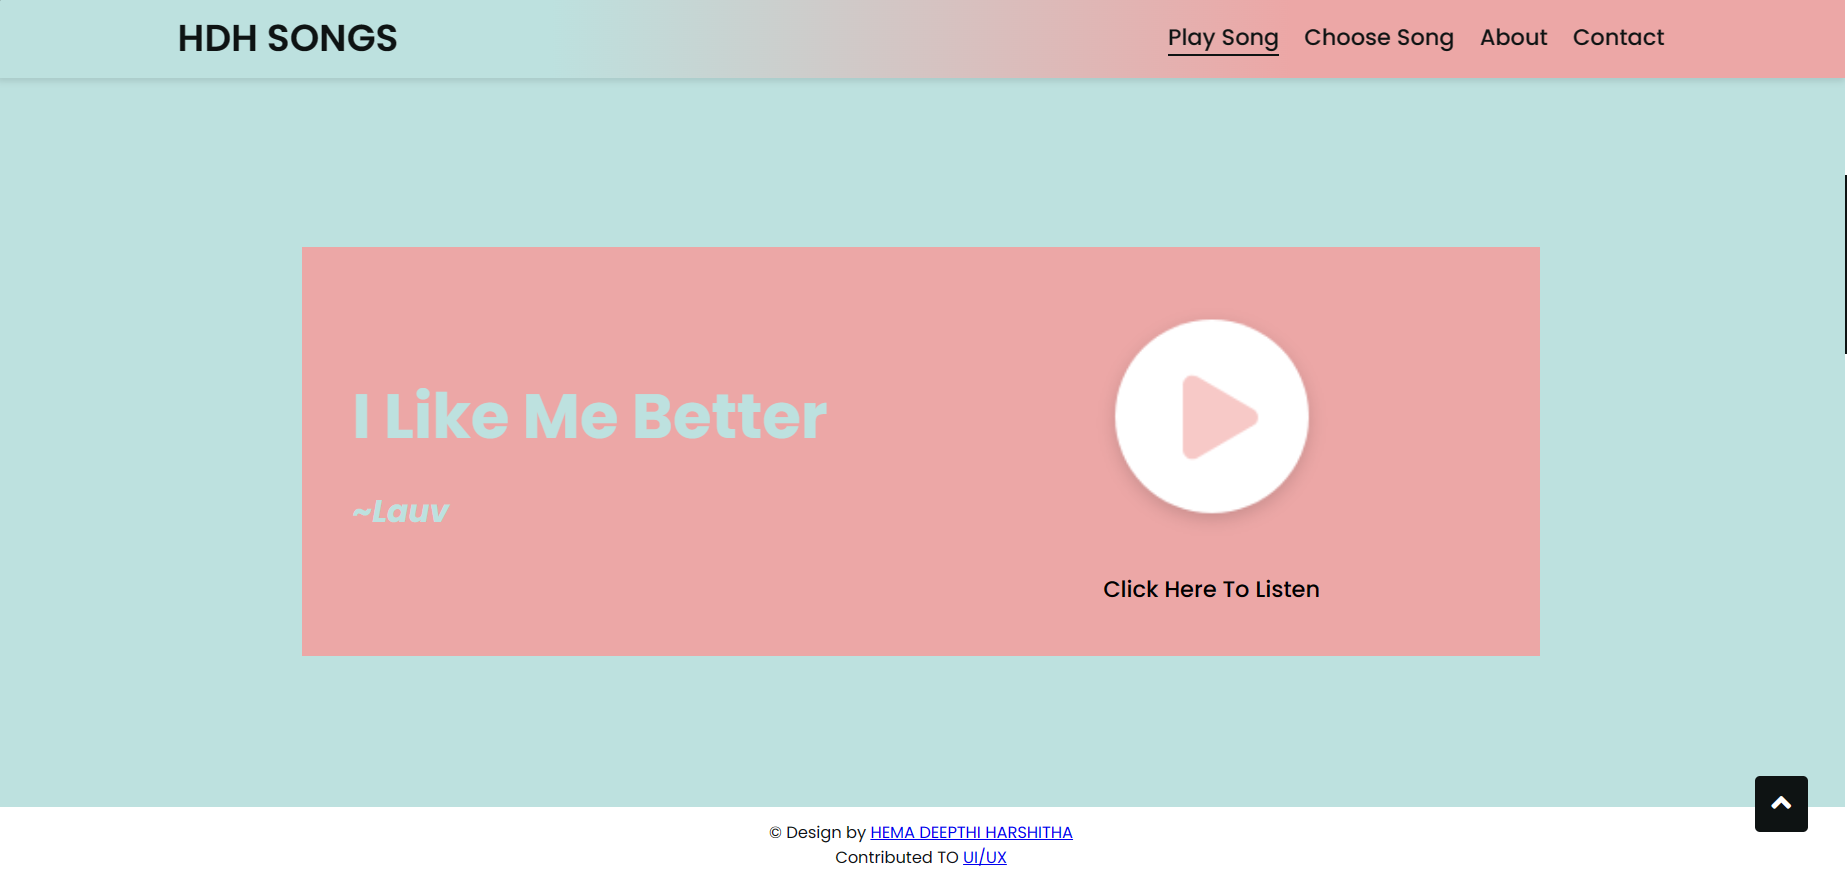 HDH SONGS
Play Song Choose Song About Contact
I Like Me Better
~Lauv
Click Here To Listen
© Design by HEMA DEEPTHI HARSHITHA
Contributed TO UI/UX